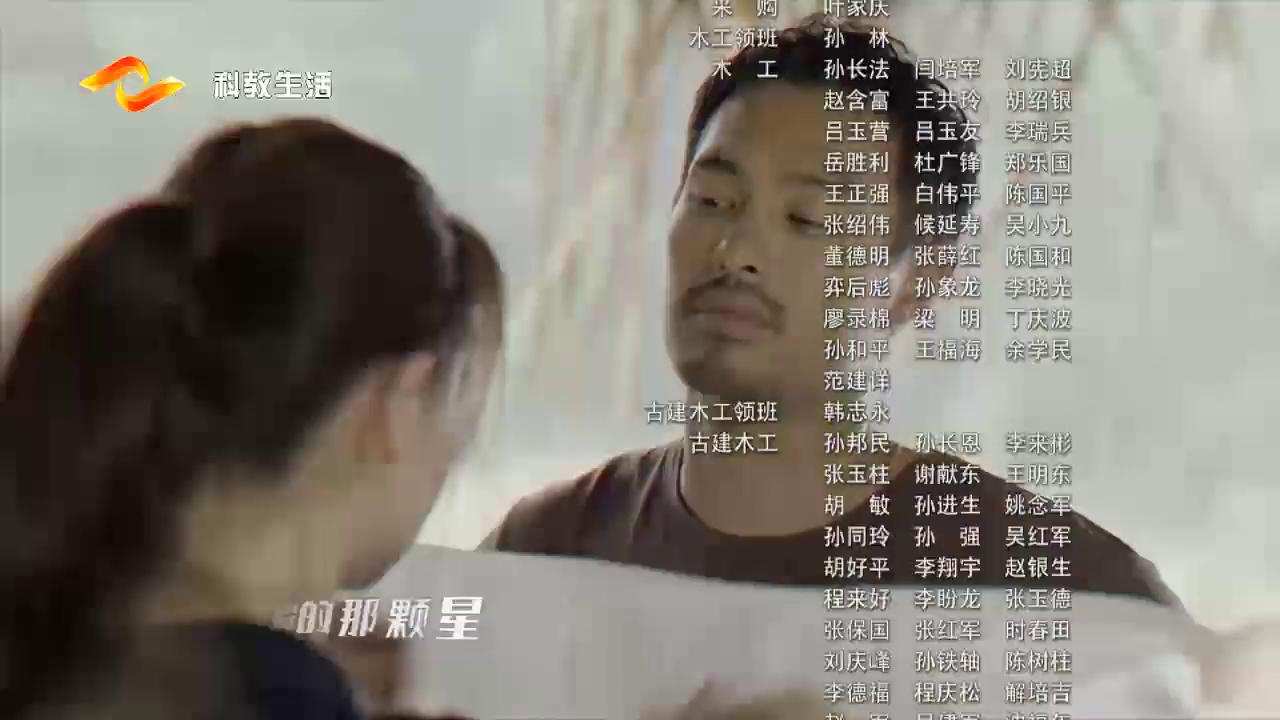 采 购 叶家庆
木工领班 孙 林
科教生活
木 工 孙长法 闫培军 刘宪超
赵含富 王共玲 胡绍银
吕玉营 吕玉友 李瑞兵
岳胜利 杜广锋 郑乐国
王正强 白伟平 陈国平
张绍伟 候延寿 吴小九
董德明 张薛红 陈国和
弈后彪 孙象龙 李晓光
廖录棉 梁 明 丁庆波
孙和平 王福海 余学民
范建详
古建木工领班 韩志永
古建木工 孙邦民 孙长恩 李来彬
张玉柱 谢献东 王明东
胡 敏 孙进生 姚念军
孙同玲 孙 强 吴红军
胡好平 李翔宇 赵银生
程来好 李盼龙 张玉德
的那颗星
张保国 张红军 时春田
刘庆峰 孙铁轴 陈树柱
李德福 程庆松 解培吉